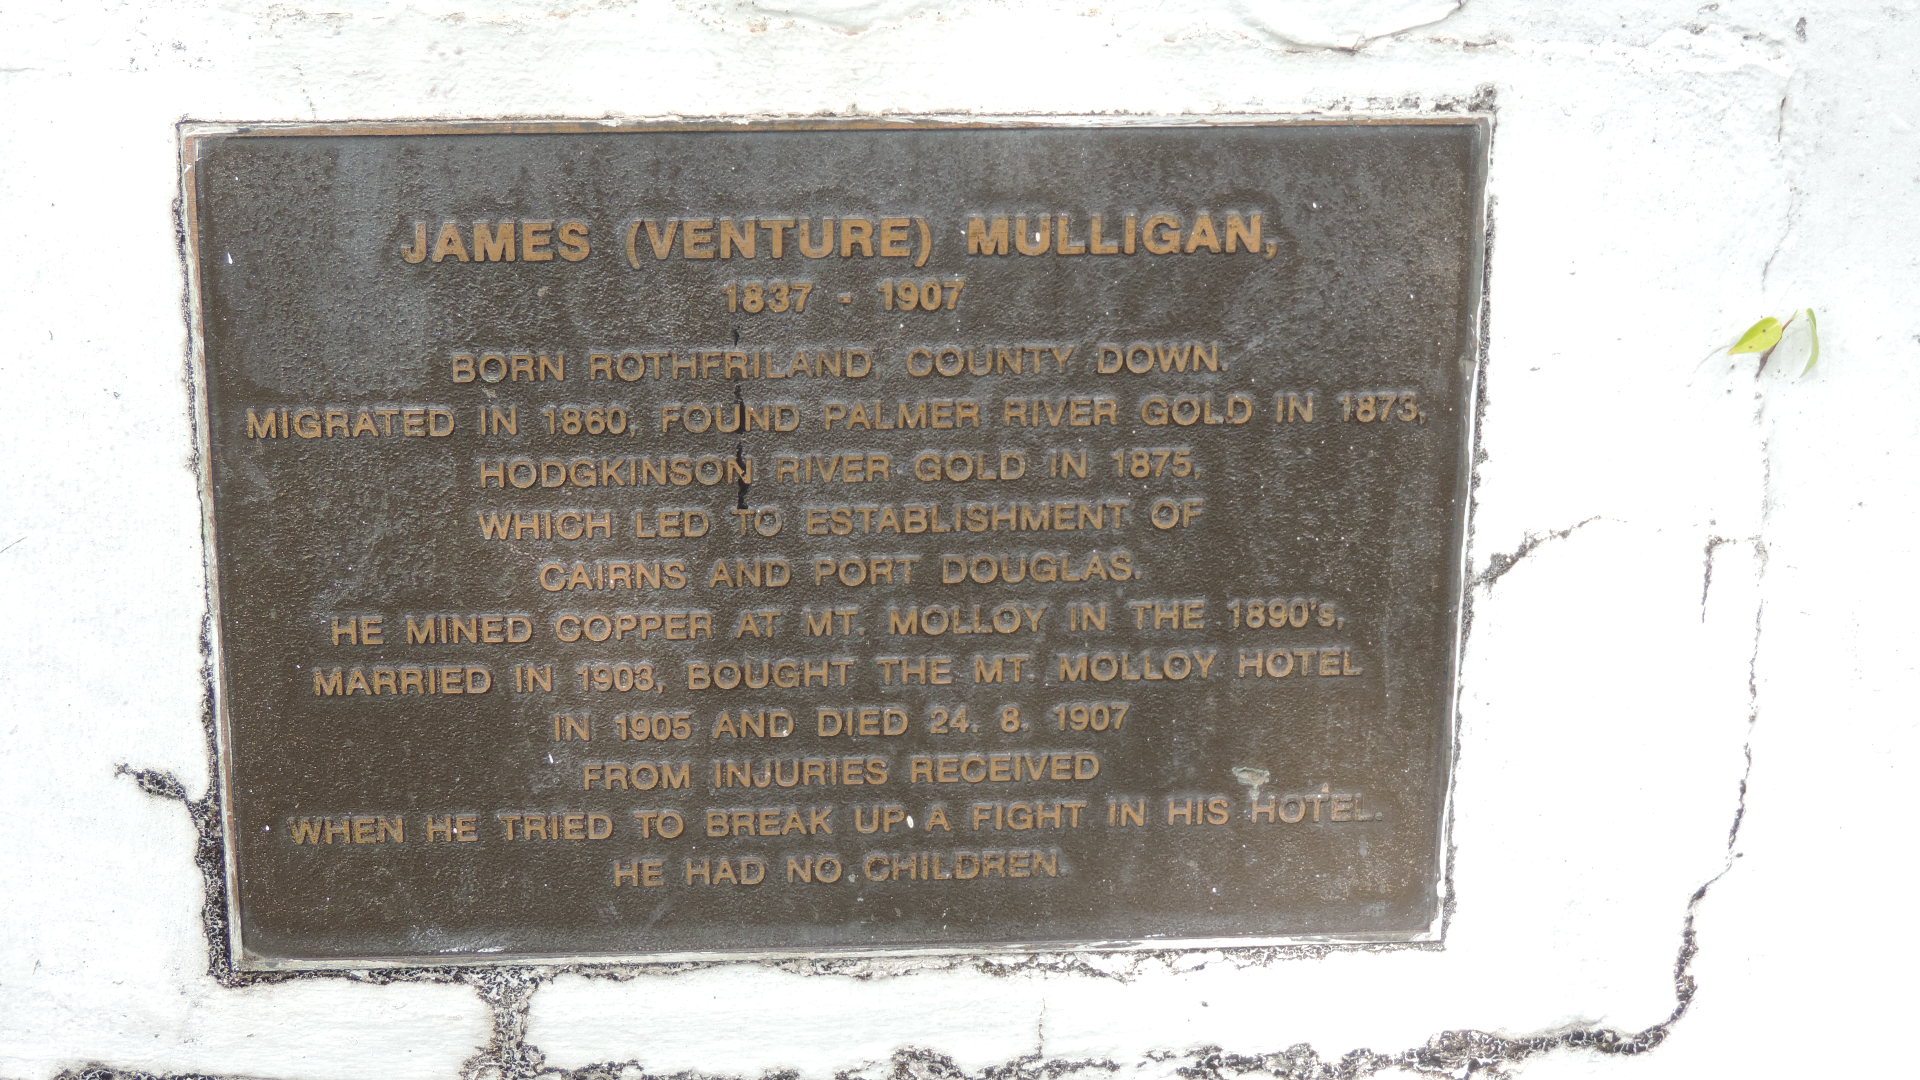 JAMES (VENTURE) MULLIGAN,
1837 - 1907
BORN ROTHFRILAND COUNTY DOWN.
MIGRATED IN 1860, FOUND PALMER RIVER GOLD IN 1873,
HODGKINSON RIVER GOLD IN 1875,
WHICH LED TO ESTABLISHMENT OF
CAIRNS AND PORT DOUGLAS.
HE MINED COPPER AT MT. MOLLOY IN THE 1890's,
MARRIED IN 1903, BOUGHT THE MT. MOLLOY HOTEL
IN 1905 AND DIED 24. 8. 1907
FROM INJURIES RECEIVED
WHEN HE TRIED TO BREAK UP A FIGHT IN HIS HOTEL.
HE HAD NO CHILDREN.